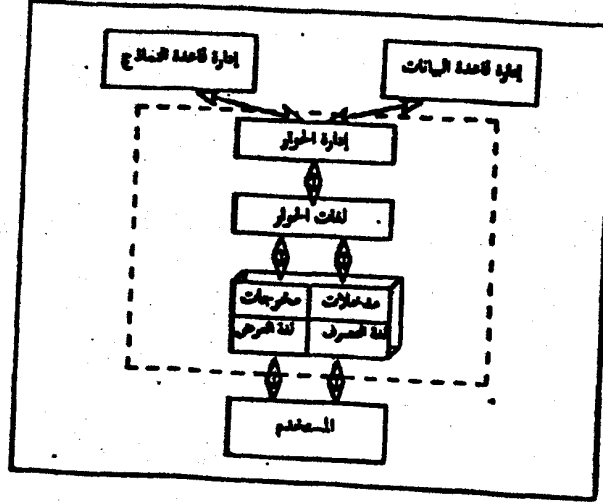 إدارة قاعدة البيانات
إدارة قاعدة النماذج
إدارة الحوار
لغات الحوار
مدخلات
مخرجات
لغة التصرف
لغة العرض
المستخدم